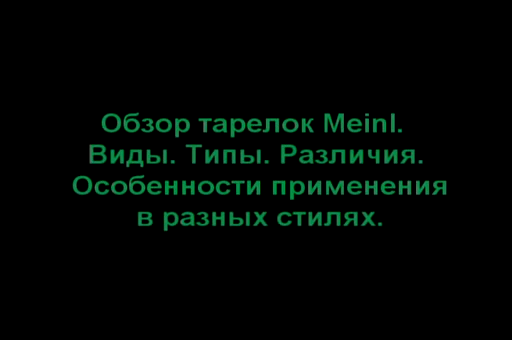 Обзор тарелок Meinl.
Виды. Типы. Различия.
Особенности применения
в разных стилях.